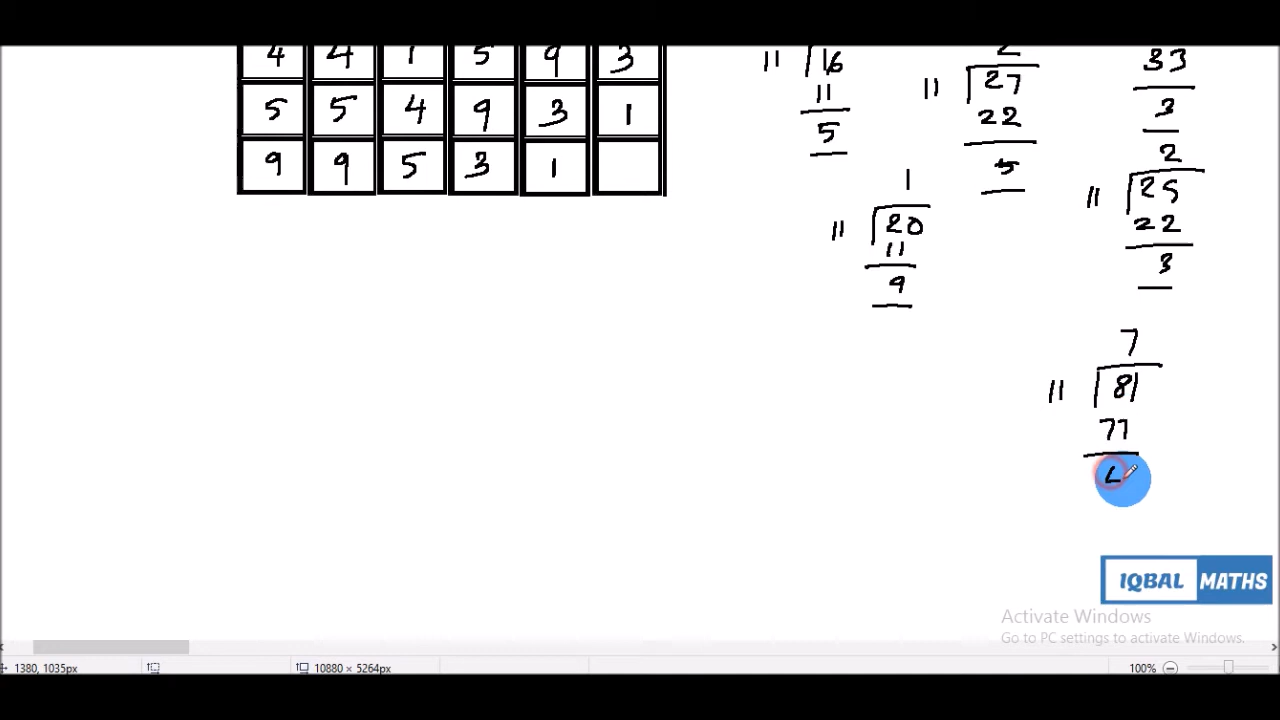 4 4 1 5 9 3
5 5 4 9 3 1
9 9 5 3 1
11 16
11
5
2
11 27
22
5
33
3
1
11 20
11
9
2
11 25
22
3
7
11 81
77
IQBAL MATHS
Activate Windows
Go to PC settings to activate Windows.
1380, 1035px 10880 × 5264px 100%